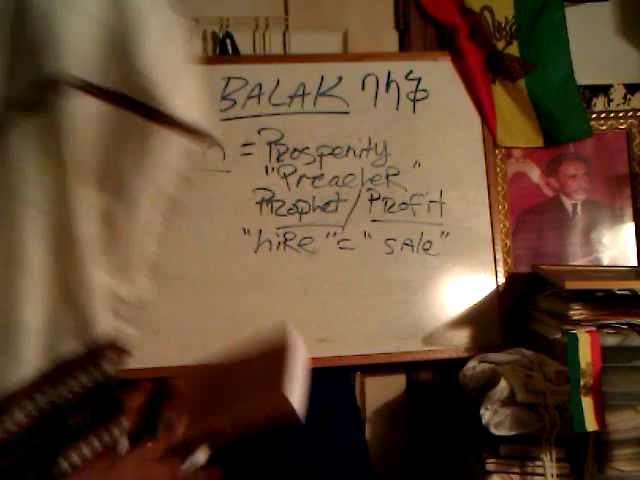 BALAK ባላቅ
= Prosperity
"Preacher"
Prophet / Profit
"hire" = "sale"